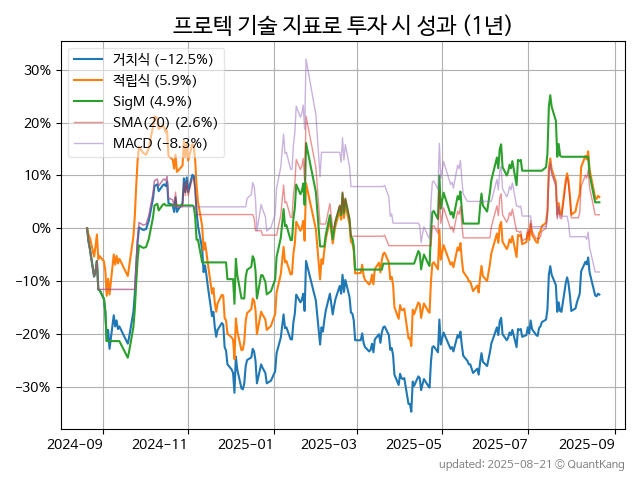 프로텍 기술 지표로 투자 시 성과 (1년)
거치식 (−12.5%)
적립식 (5.9%)
SigM (4.9%)
SMA(20) (2.6%)
MACD (−8.3%)
30%
20%
10%
0%
−10%
−20%
−30%
2024-09 2024-11 2025-01 2025-03 2025-05 2025-07 2025-09
updated: 2025-08-21 © QuantKang